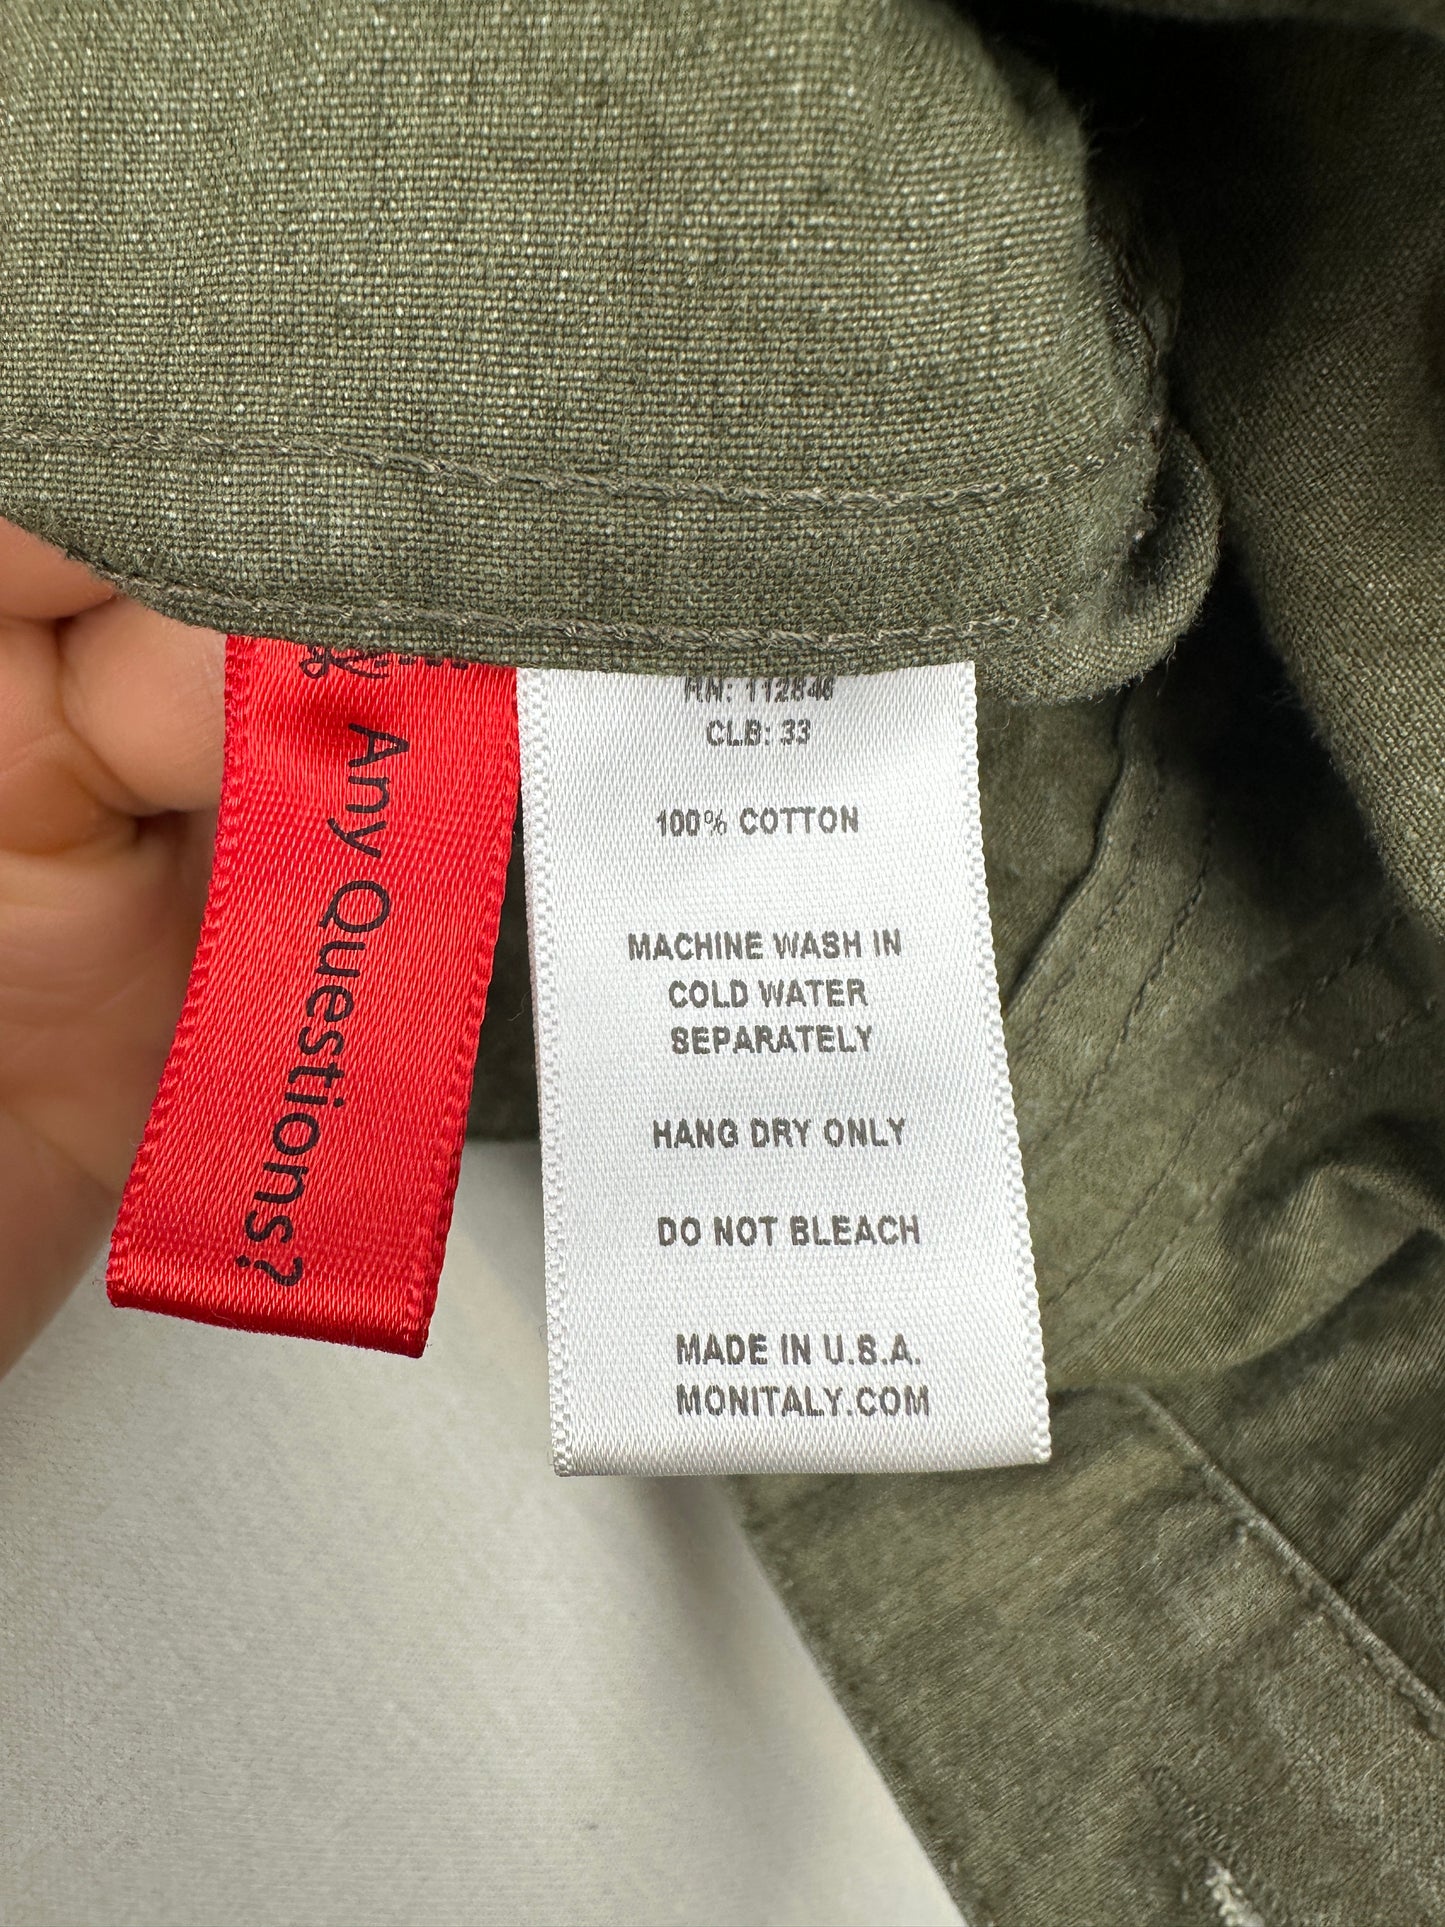 Any Questions?
RN: 112846
CLB: 33
100% COTTON
MACHINE WASH IN
COLD WATER
SEPARATELY
HANG DRY ONLY
DO NOT BLEACH
MADE IN U.S.A.
MONITALY.COM